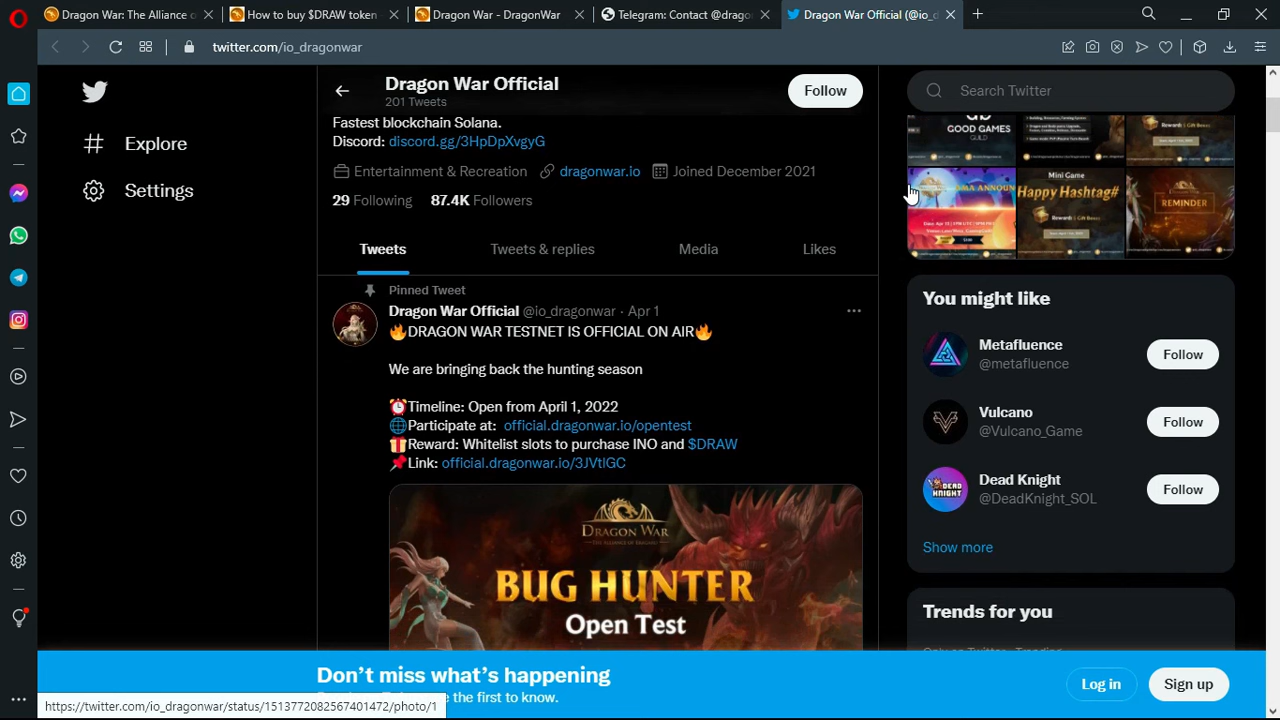 Dragon War: The Alliance o
How to buy $DRAW token
Dragon War - DragonWar
Telegram: Contact @drago
Dragon War Official (@io_d
twitter.com/io_dragonwar
Explore
Settings
Dragon War Official
201 Tweets
Follow
Fastest blockchain Solana.
Discord: discord.gg/3HpDpXvgyG
Entertainment & Recreation dragonwar.io Joined December 2021
29 Following 87.4K Followers
Tweets
Tweets & replies
Media
Likes
Pinned Tweet
Dragon War Official @io_dragonwar · Apr 1
🔥DRAGON WAR TESTNET IS OFFICIAL ON AIR🔥
We are bringing back the hunting season
⏰Timeline: Open from April 1, 2022
🌐Participate at: official.dragonwar.io/opentest
🎁Reward: Whitelist slots to purchase INO and $DRAW
📌Link: official.dragonwar.io/3JVtlGC
DRAGON WAR
BUG HUNTER
Open Test
Search Twitter
GOOD GAMES
GUILD
Mini Game
Happy Hashtag#
REMINDER
You might like
Metafluence
@metafluence
Follow
Vulcano
@Vulcano_Game
Follow
Dead Knight
@DeadKnight_SOL
Follow
Show more
Trends for you
Don't miss what's happening
e the first to know.
Log in
Sign up
https://twitter.com/io_dragonwar/status/1513772082567401472/photo/1